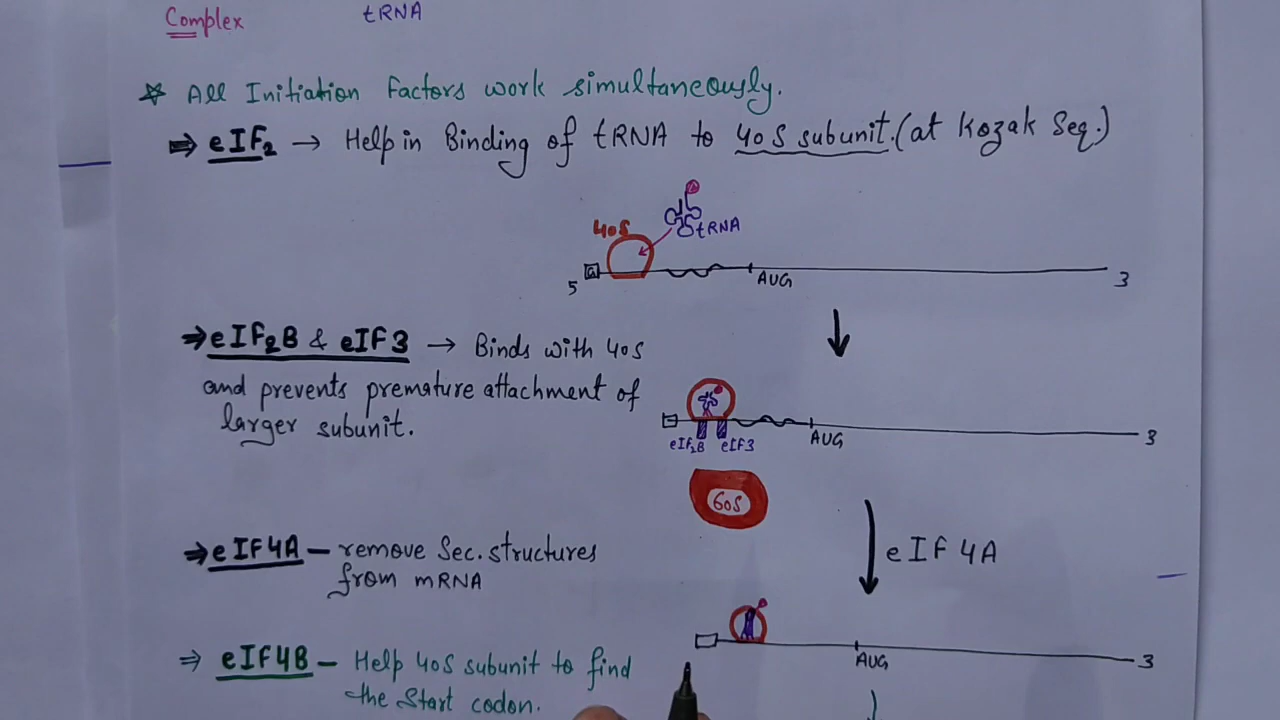 Complex
tRNA
☆ All Initiation Factors work simultaneously.
⇒ eIF2 → Help in Binding of tRNA to 40S subunit. (at Kozak Seq.)
40S
tRNA
5
G
AUG
3
⇒ eIF2B & eIF3 → Binds with 40S
and prevents premature attachment of
larger subunit.
eIF2B eIF3
AUG
3
60S
⇒ eIF4A – remove Sec. structures
from mRNA
eIF4A
⇒ eIF4B – Help 40S subunit to find
the Start codon.
AUG
3